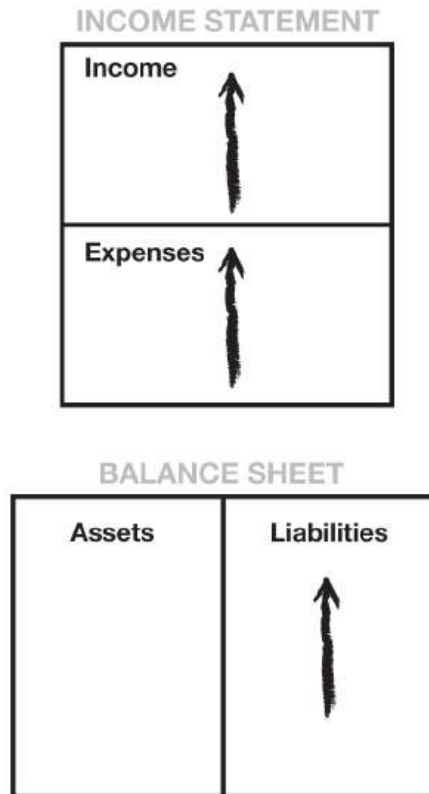 INCOME STATEMENT
Income
Expenses
BALANCE SHEET
Assets
Liabilities